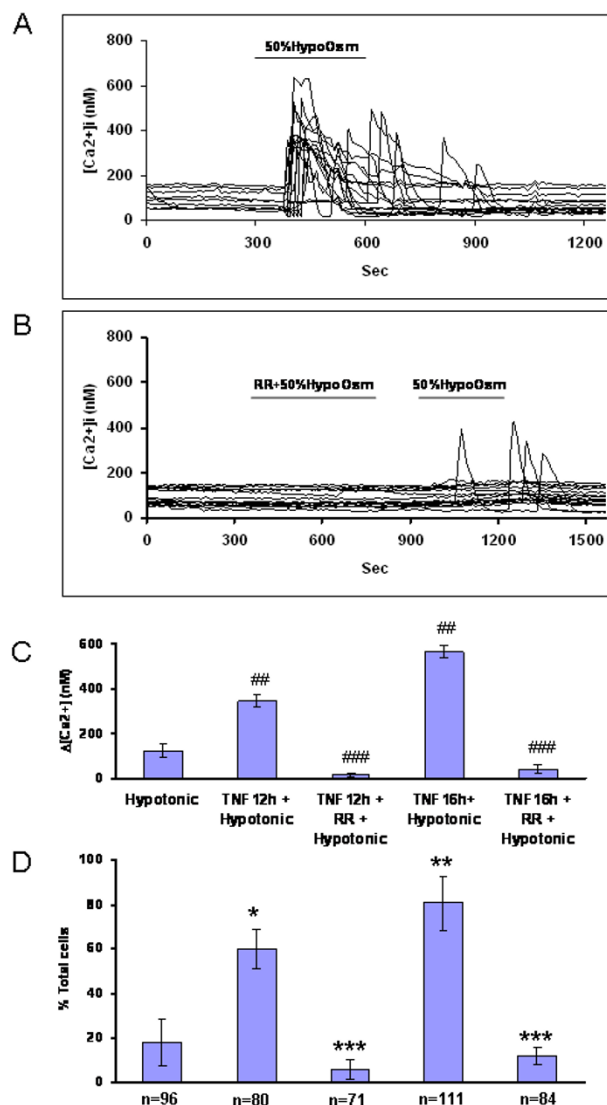 A
800
600
400
200
0
[Ca2+]i (nM)
50%HypoOsm
0 300 600 900 1200
Sec
B
800
600
400
200
0
[Ca2+]i (nM)
RR+50%HypoOsm 50%HypoOsm
0 300 600 900 1200 1500
Sec
C
600
400
200
0
Δ[Ca2+] (nM)
## ### ## ###
Hypotonic TNF 12h + TNF 12h + TNF 16h+ TNF 16h +
Hypotonic RR + Hypotonic RR +
Hypotonic Hypotonic
D
100
80
60
40
20
0
% Total cells
* *** ** ***
n=96 n=80 n=71 n=111 n=84